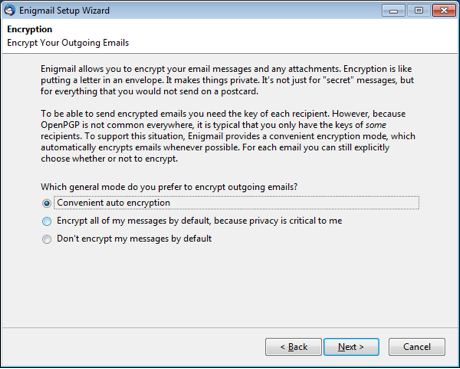 Enigmail Setup Wizard
Encryption
Encrypt Your Outgoing Emails
Enigmail allows you to encrypt your email messages and any attachments. Encryption is like
putting a letter in an envelope. It makes things private. It's not just for "secret" messages, but
for everything that you would not send on a postcard.
To be able to send encrypted emails you need the key of each recipient. However, because
OpenPGP is not common everywhere, it is typical that you only have the keys of some
recipients. To support this situation, Enigmail provides a convenient encryption mode, which
automatically encrypts emails whenever possible. For each email you can still explicitly
choose whether or not to encrypt.
Which general mode do you prefer to encrypt outgoing emails?
Convenient auto encryption
Encrypt all of my messages by default, because privacy is critical to me
Don't encrypt my messages by default
< Back Next > Cancel